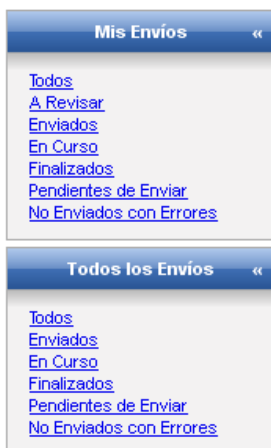 Mis Envíos «
Todos
A Revisar
Enviados
En Curso
Finalizados
Pendientes de Enviar
No Enviados con Errores
Todos los Envíos «
Todos
Enviados
En Curso
Finalizados
Pendientes de Enviar
No Enviados con Errores